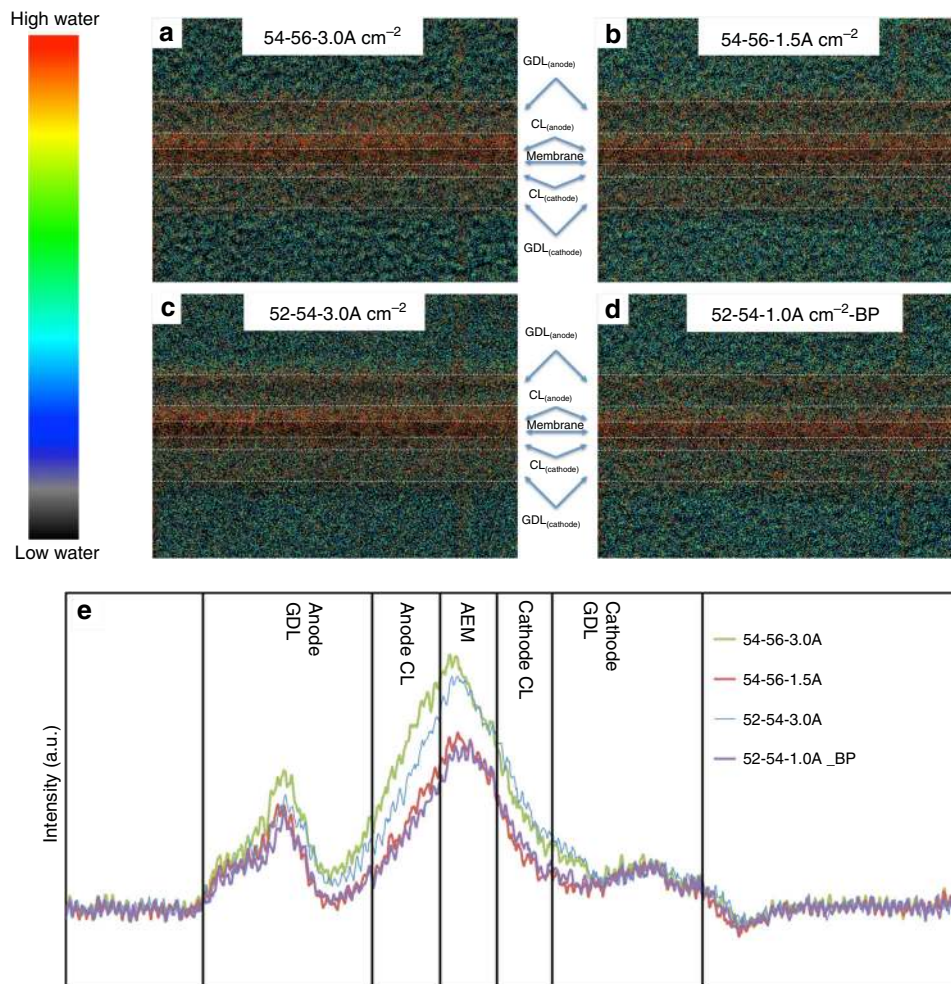 High water
Low water
a
54-56-3.0A cm⁻²
b
54-56-1.5A cm⁻²
GDL(anode)
CL(anode)
Membrane
CL(cathode)
GDL(cathode)
c
52-54-3.0A cm⁻²
d
52-54-1.0A cm⁻²-BP
GDL(anode)
CL(anode)
Membrane
CL(cathode)
GDL(cathode)
e
Intensity (a.u.)
Anode
GDL
Anode CL
AEM
Cathode CL
Cathode
GDL
54-56-3.0A
54-56-1.5A
52-54-3.0A
52-54-1.0A _BP